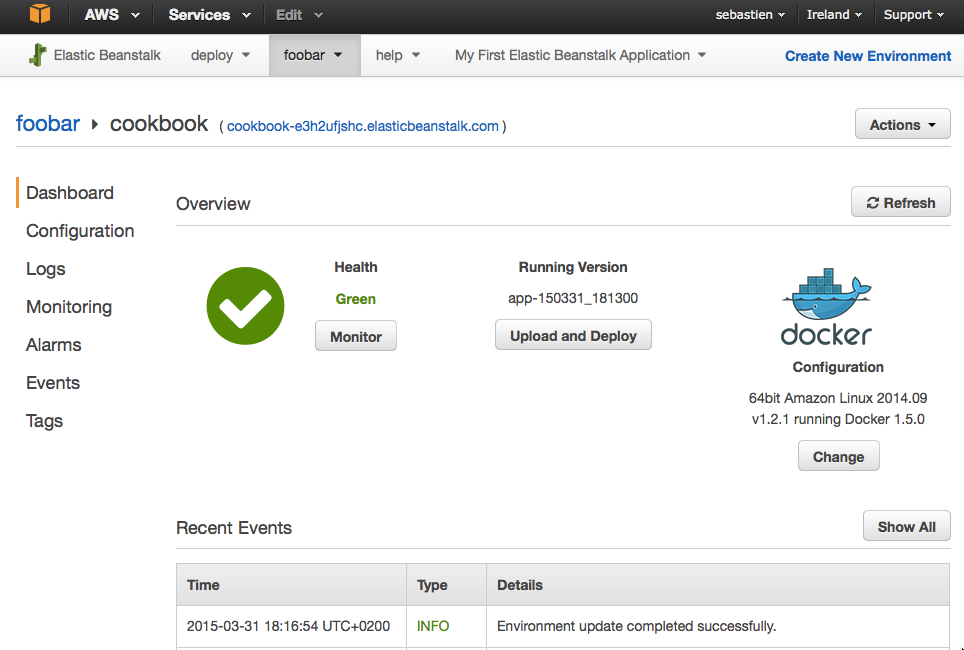 AWS Services Edit sebastien Ireland Support
Elastic Beanstalk deploy foobar help My First Elastic Beanstalk Application Create New Environment
foobar cookbook ( cookbook-e3h2ufjshc.elasticbeanstalk.com ) Actions
Dashboard
Configuration
Logs
Monitoring
Alarms
Events
Tags
Overview Refresh
Health
Green
Monitor
Running Version
app-150331_181300
Upload and Deploy
docker
Configuration
64bit Amazon Linux 2014.09
v1.2.1 running Docker 1.5.0
Change
Recent Events Show All
Time Type Details
2015-03-31 18:16:54 UTC+0200 INFO Environment update completed successfully.